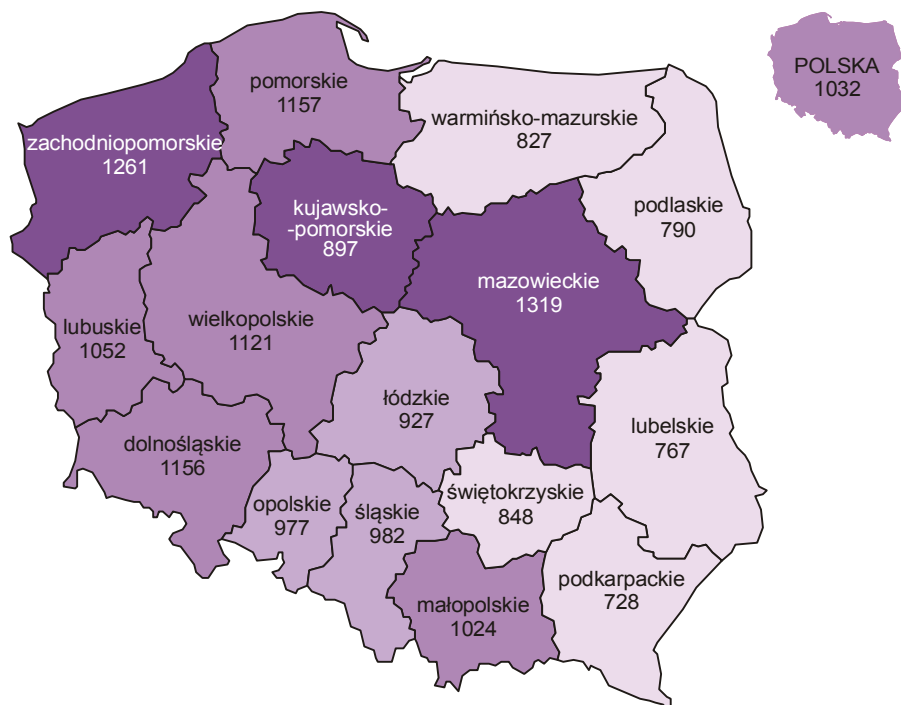 POLSKA
1032
pomorskie
1157
warmińsko-mazurskie
827
zachodniopomorskie
1261
kujawsko-
-pomorskie
897
podlaskie
790
mazowieckie
1319
wielkopolskie
1121
lubuskie
1052
łódzkie
927
lubelskie
767
dolnośląskie
1156
świętokrzyskie
848
opolskie
977
śląskie
982
podkarpackie
728
małopolskie
1024